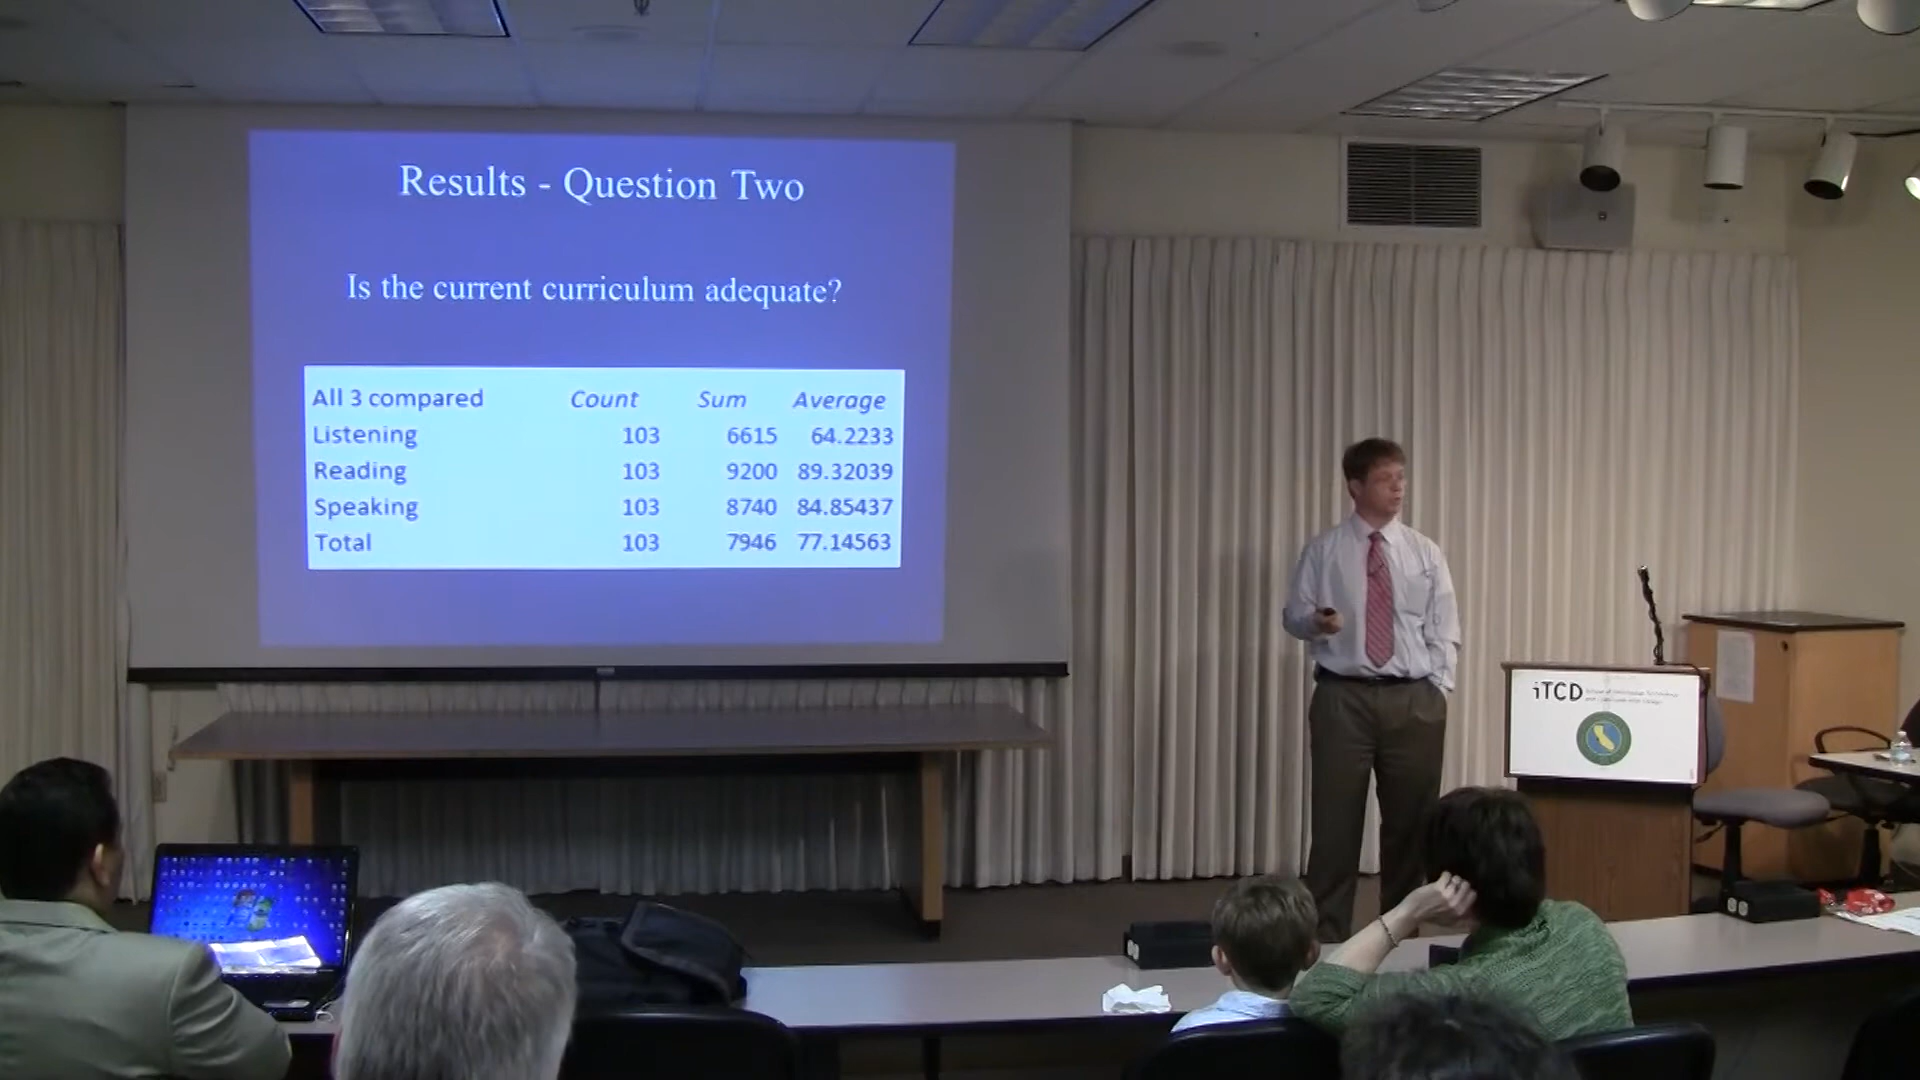 Results - Question Two
Is the current curriculum adequate?
All 3 compared Count Sum Average
Listening 103 6615 64.2233
Reading 103 9200 89.32039
Speaking 103 8740 84.85437
Total 103 7946 77.14563
iTCD